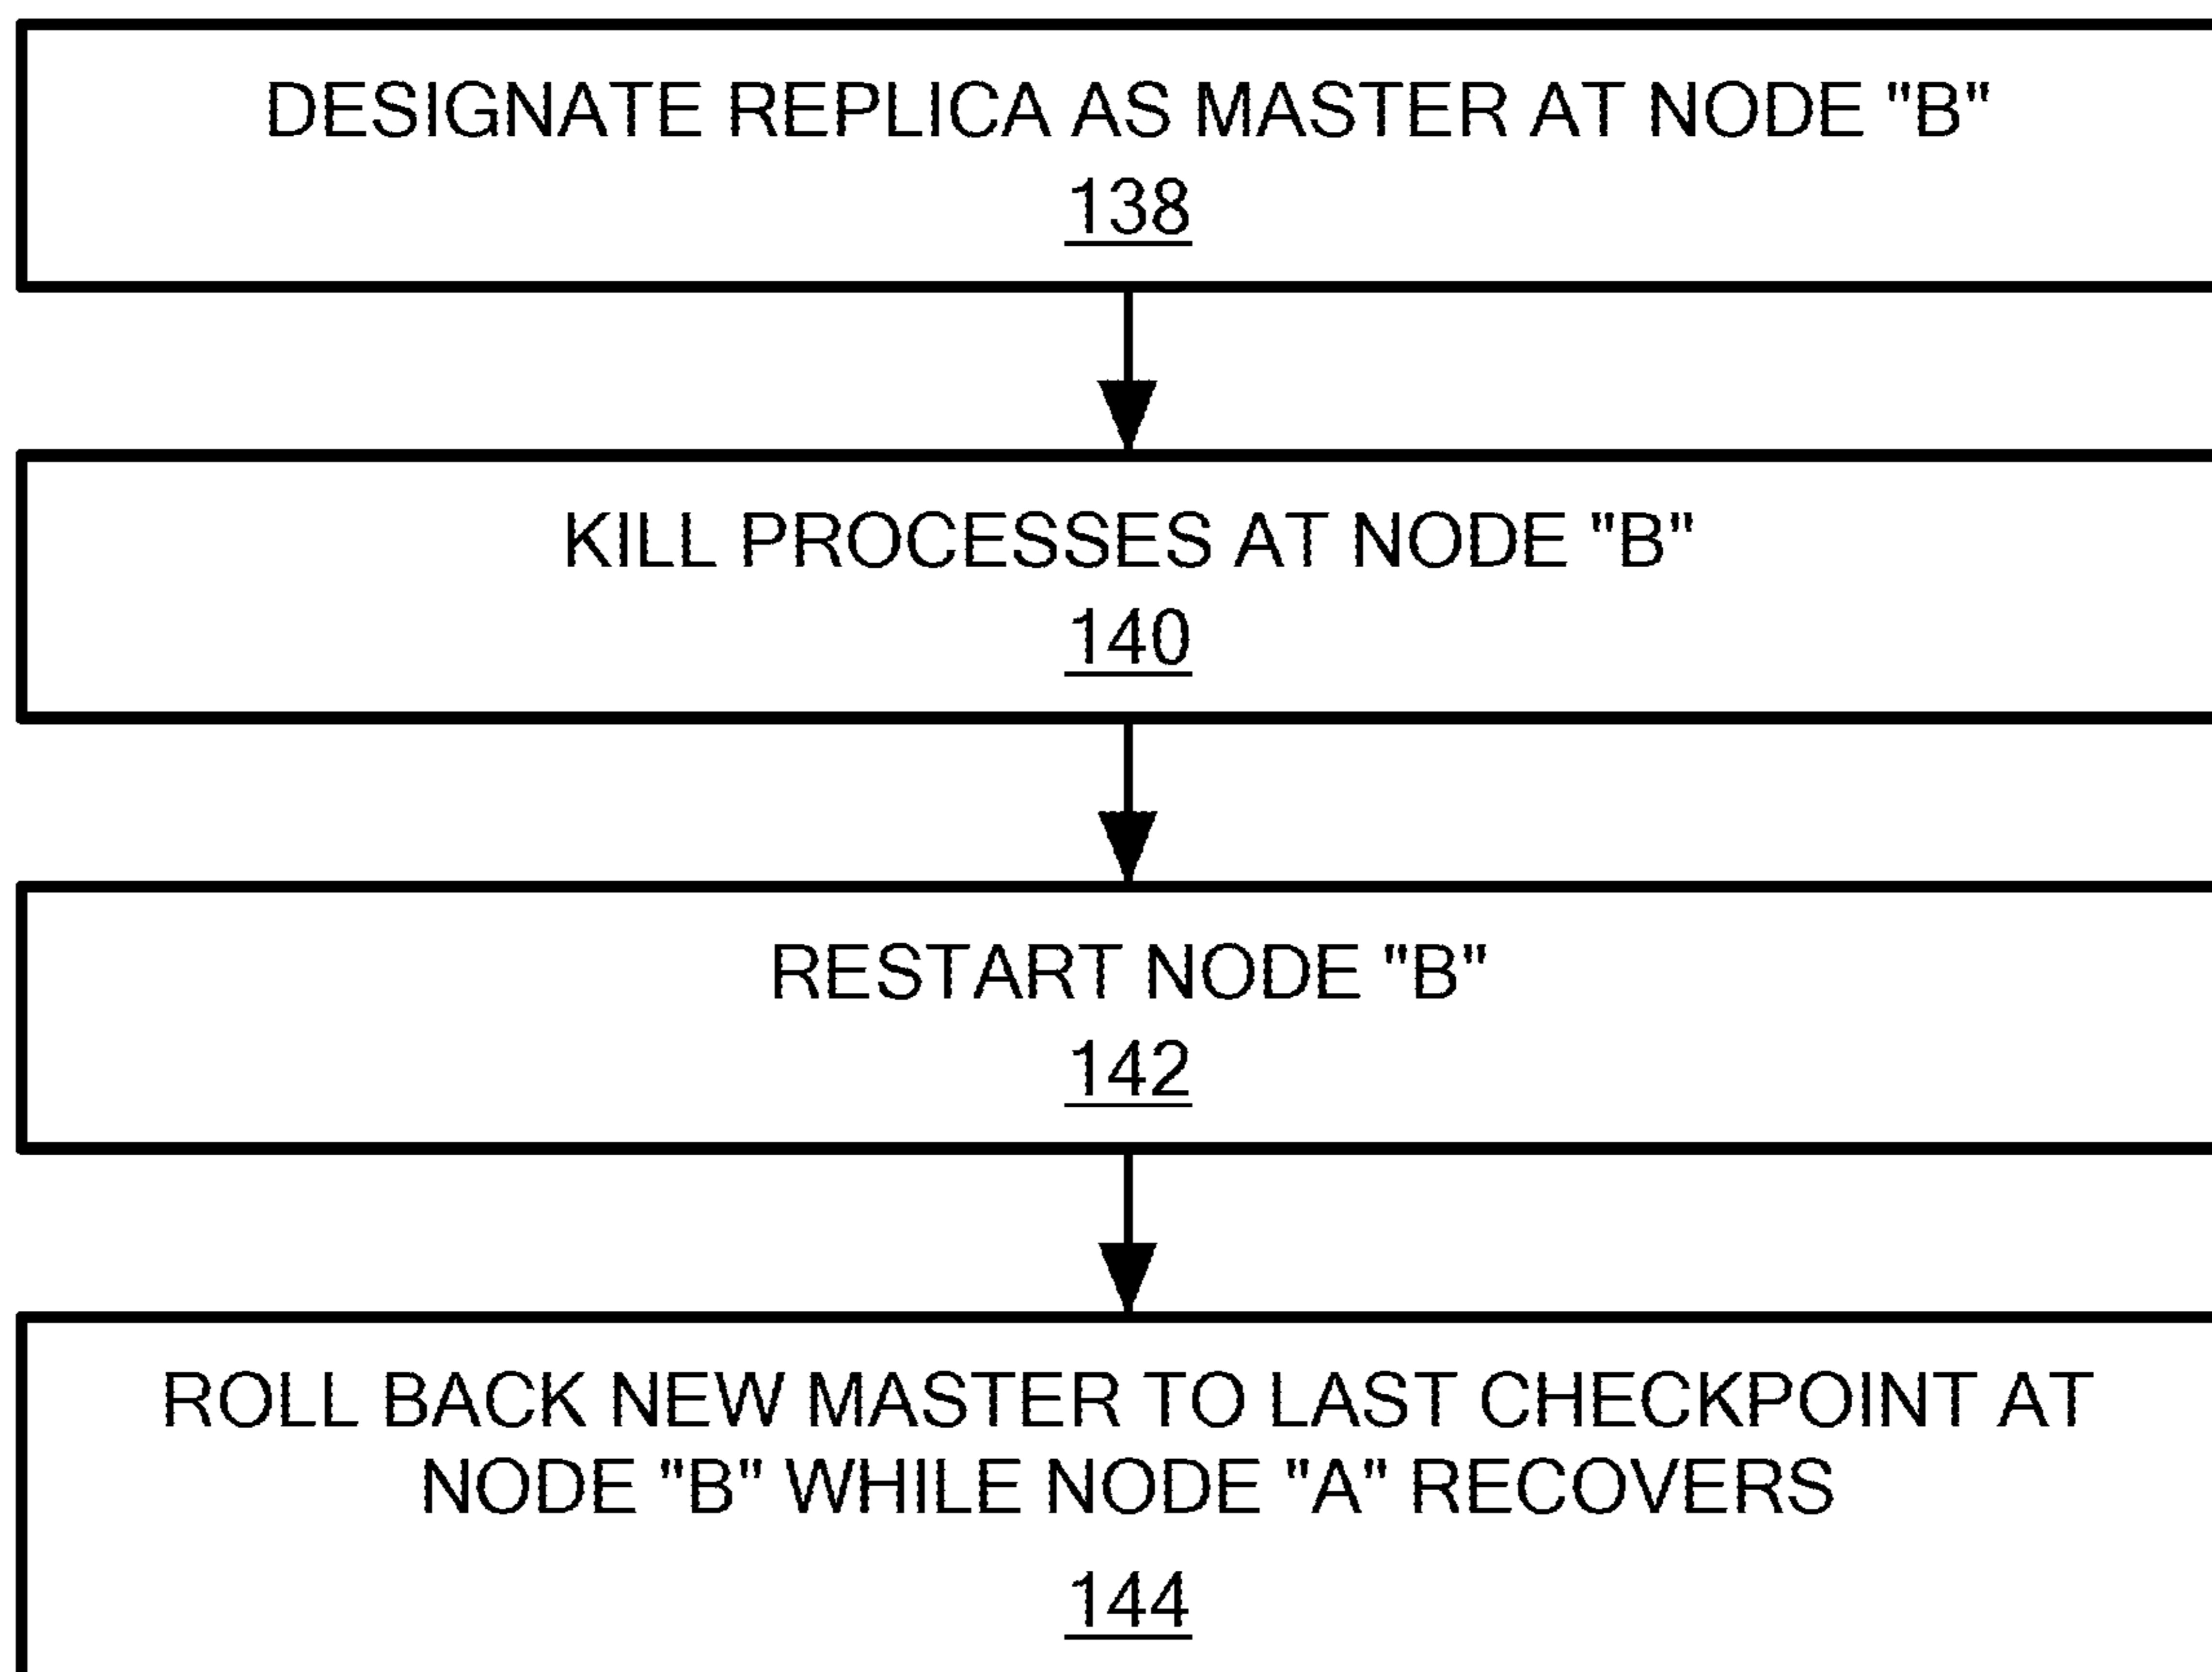 DESIGNATE REPLICA AS MASTER AT NODE "B"
138
KILL PROCESSES AT NODE "B"
140
RESTART NODE "B"
142
ROLL BACK NEW MASTER TO LAST CHECKPOINT AT
NODE "B" WHILE NODE "A" RECOVERS
144